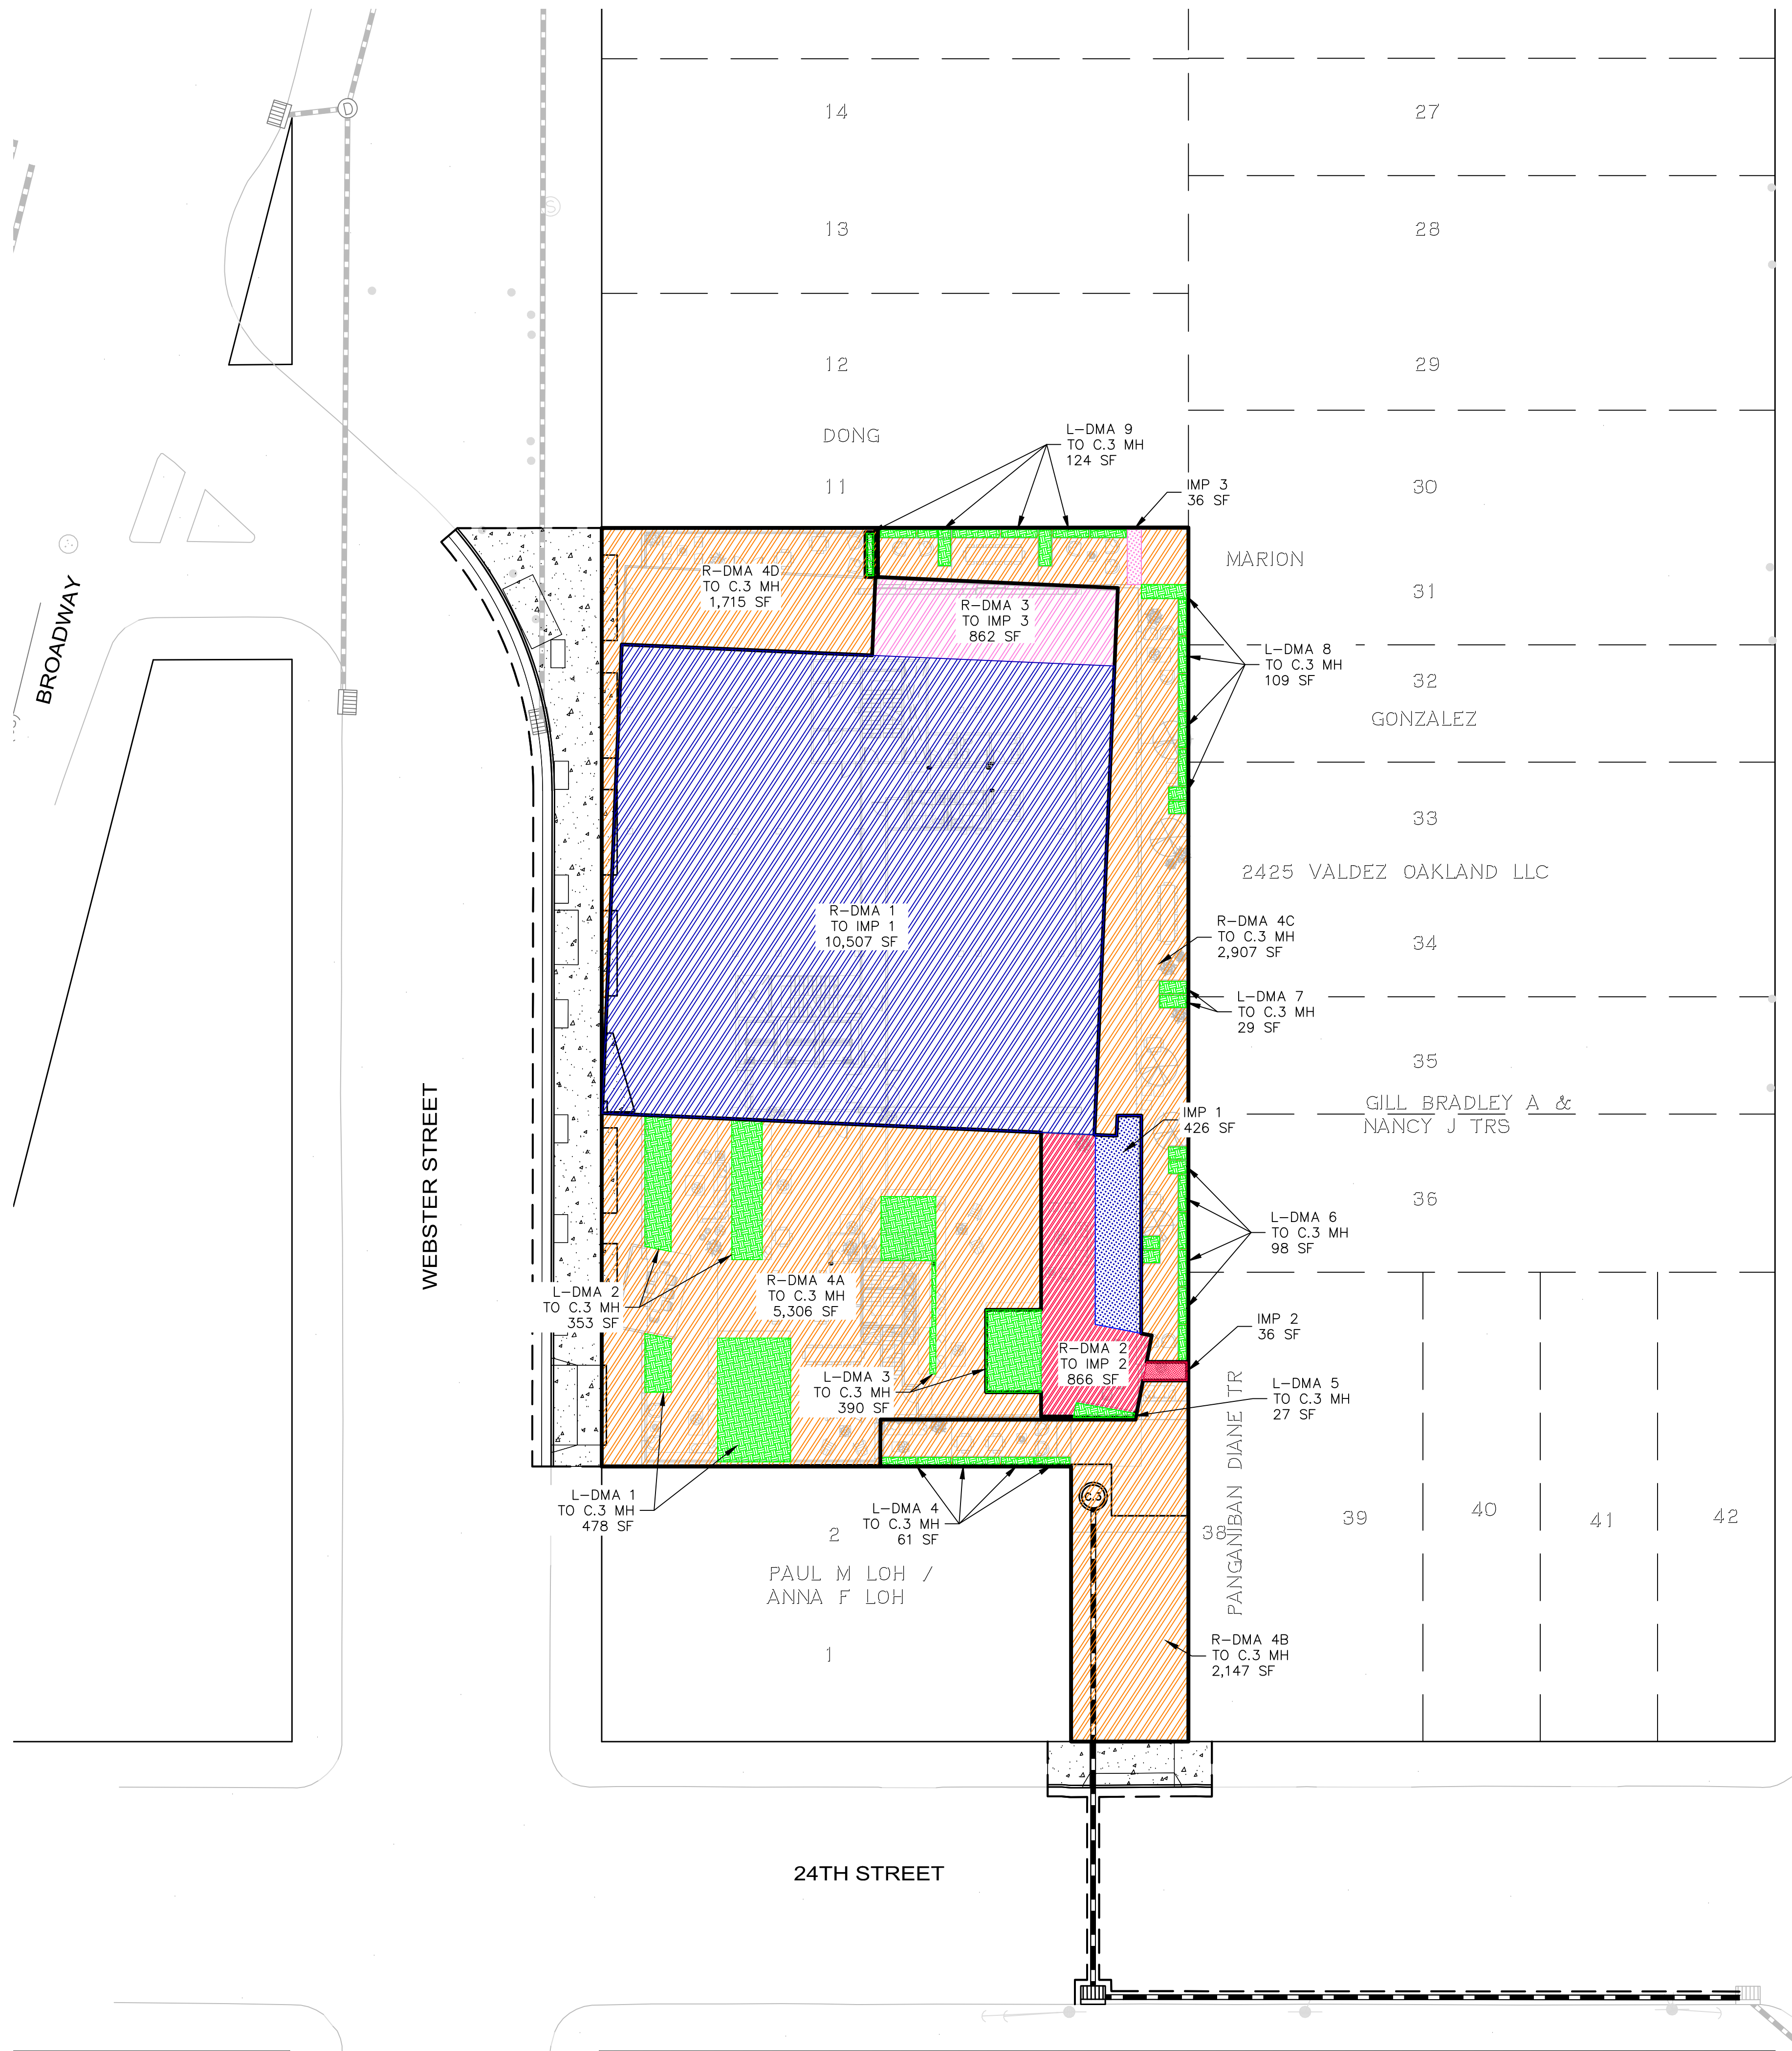 D
14
27
13
S
28
12
29
DONG
L-DMA 9
TO C.3 MH
124 SF
11
IMP 3
36 SF
30
BROADWAY
MARION
R-DMA 4D
TO C.3 MH
1,715 SF
R-DMA 3
TO IMP 3
862 SF
31
L-DMA 8
TO C.3 MH
109 SF
32
GONZALEZ
33
2425 VALDEZ OAKLAND LLC
R-DMA 1
TO IMP 1
10,507 SF
R-DMA 4C
TO C.3 MH
2,907 SF
34
L-DMA 7
TO C.3 MH
29 SF
35
WEBSTER STREET
GILL BRADLEY A &
NANCY J TRS
IMP 1
426 SF
36
L-DMA 6
TO C.3 MH
98 SF
L-DMA 2
TO C.3 MH
353 SF
R-DMA 4A
TO C.3 MH
5,306 SF
IMP 2
36 SF
R-DMA 2
TO IMP 2
866 SF
L-DMA 3
TO C.3 MH
390 SF
L-DMA 5
TO C.3 MH
27 SF
PANGANIBAN DIANE TR
L-DMA 1
TO C.3 MH
478 SF
C.3
L-DMA 4
TO C.3 MH
61 SF
2
38
39
40
41
42
PAUL M LOH /
ANNA F LOH
1
R-DMA 4B
TO C.3 MH
2,147 SF
24TH STREET